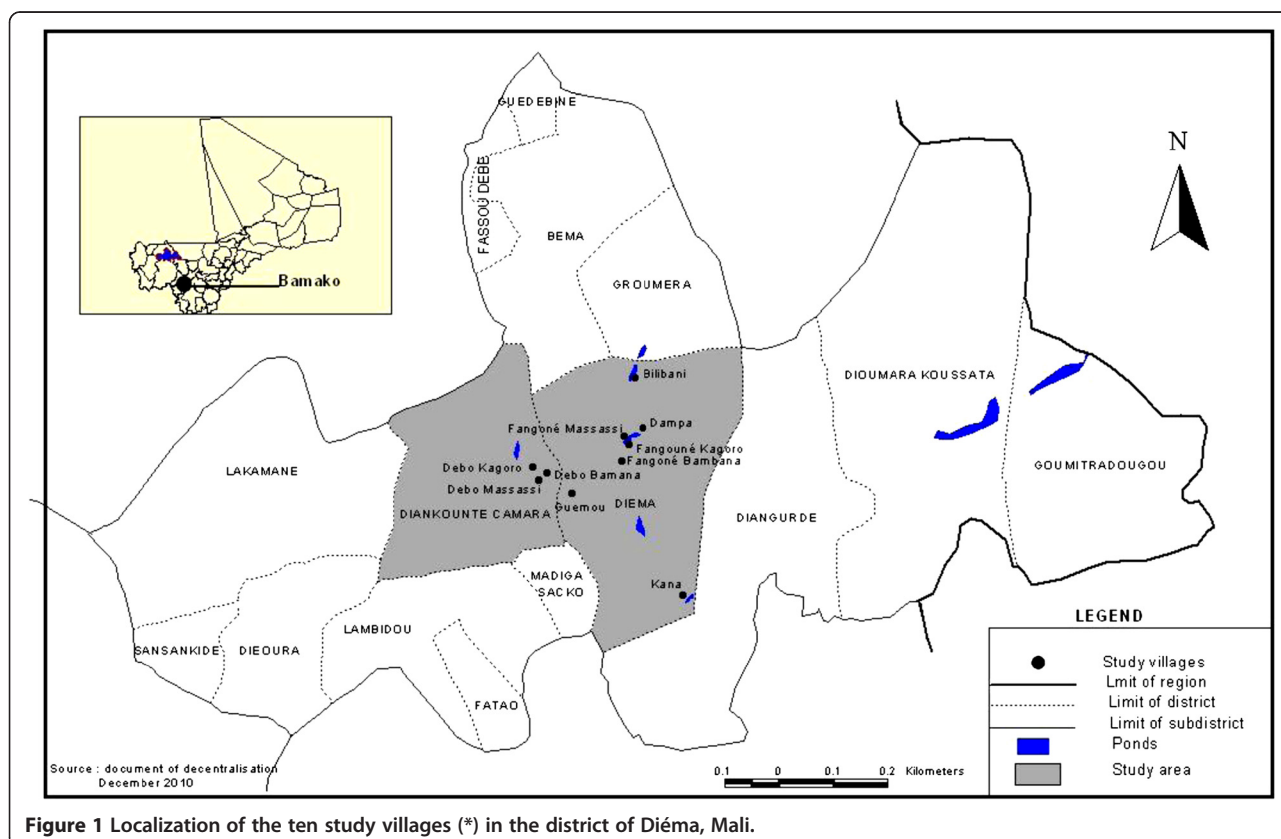 GUEDEBINE
FASSOU DEBE
BEMA
GROUMERA
N
Bamako
Bilibani
DIOUMARA KOUSSATA
Dampa
Fangoné Massassi
Fangouné Kagoro
Fangoné Bambana
LAKAMANE
Debo Kagoro
Debo Bamana
Debo Massassi
GOUMITRADOUGOU
Guemou
DIEMA
DIANKOUNTE CAMARA
DIANGURDE
MADIGA
SACKO
Kana
LAMBIDOU
SANSANKIDE
DIEOURA
FATAO
LEGEND
Study villages
Lmit of region
Limit of district
Limit of subdistrict
Ponds
Study area
Source : document of decentralisation
December 2010
0.1 0 0.1 0.2 Kilometers
Figure 1 Localization of the ten study villages (*) in the district of Diéma, Mali.